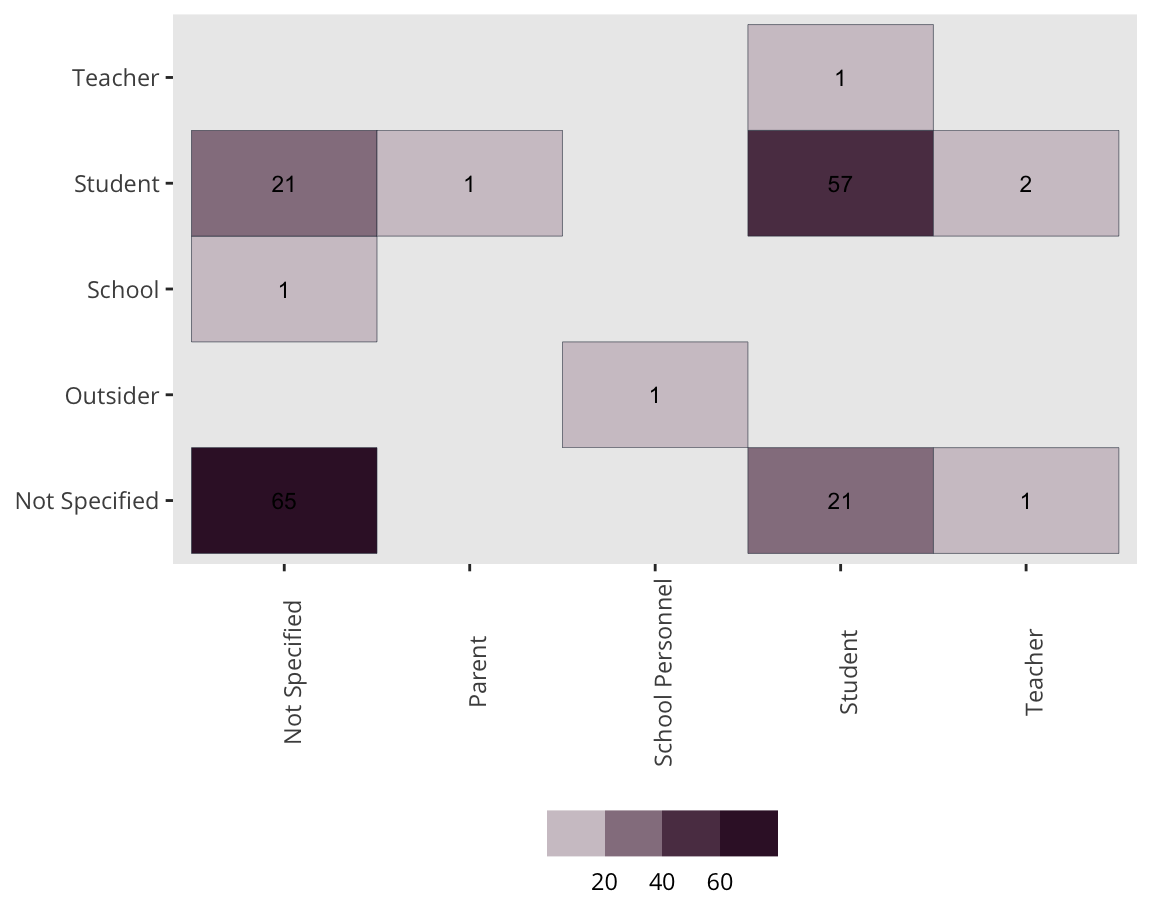 Teacher
1
Student
21
1
57
2
School
1
Outsider
1
Not Specified
65
21
1
Not Specified
Parent
School Personnel
Student
Teacher
20 40 60